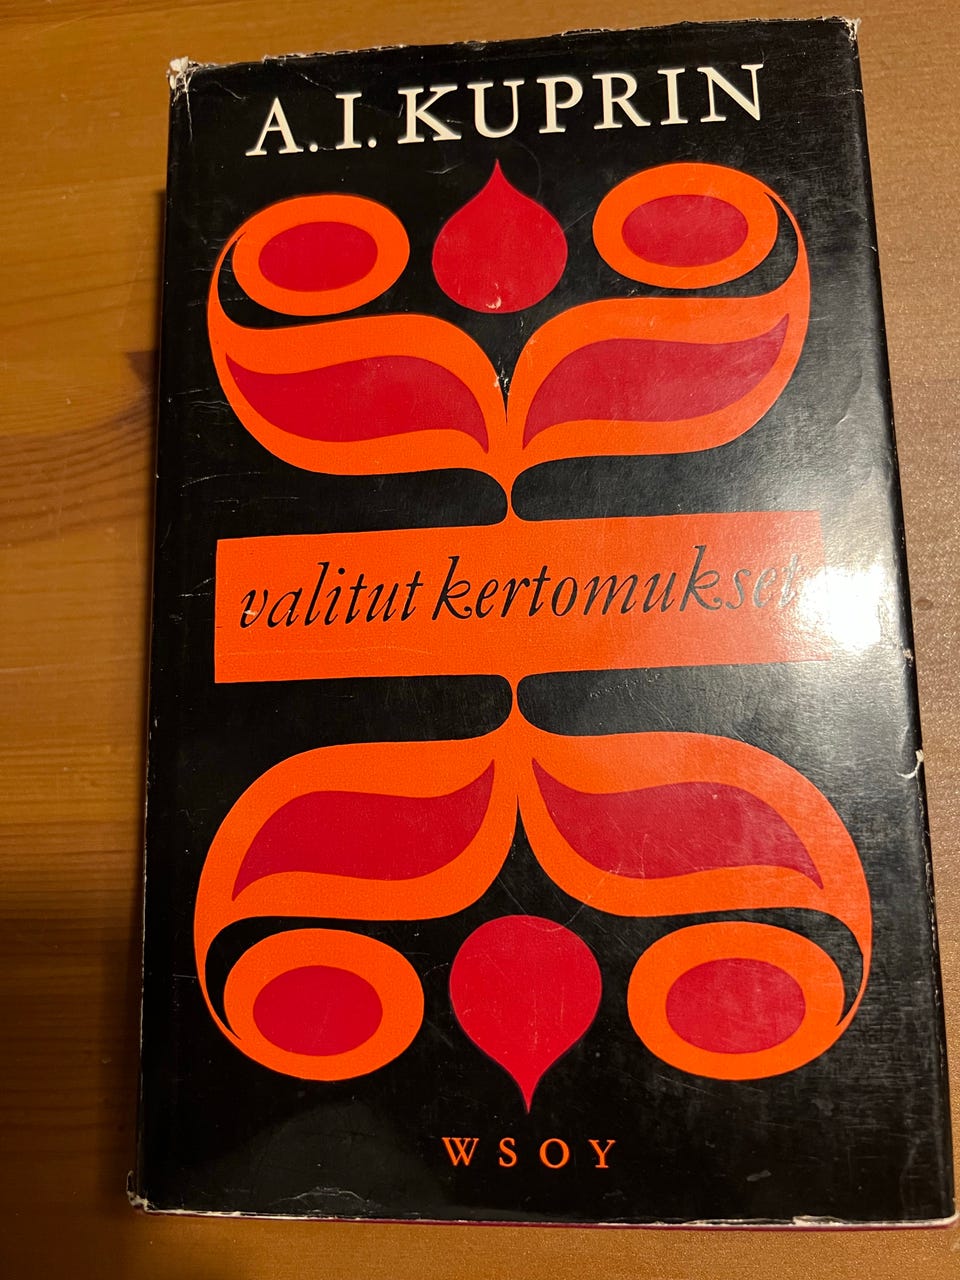 A. I. KUPRIN
valitut kertomukset
WSOY